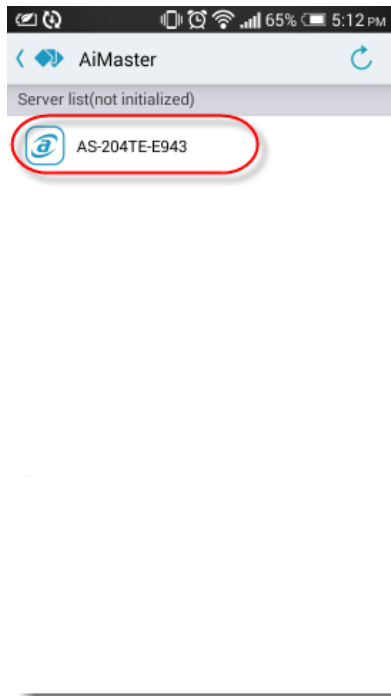 65% 5:12 PM
AiMaster
Server list(not initialized)
AS-204TE-E943